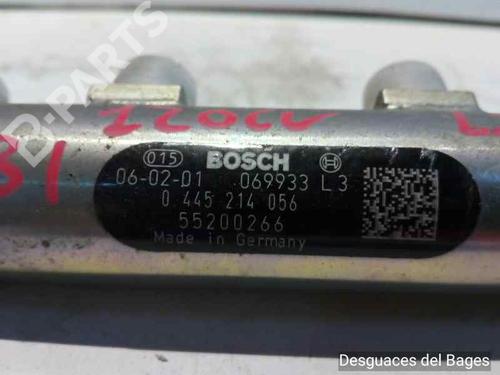 B-PARTS
120CV
015 BOSCH
06-02-01 069933 L3
0 445 214 056
55200266
Made in Germany
Desguaces del Bages